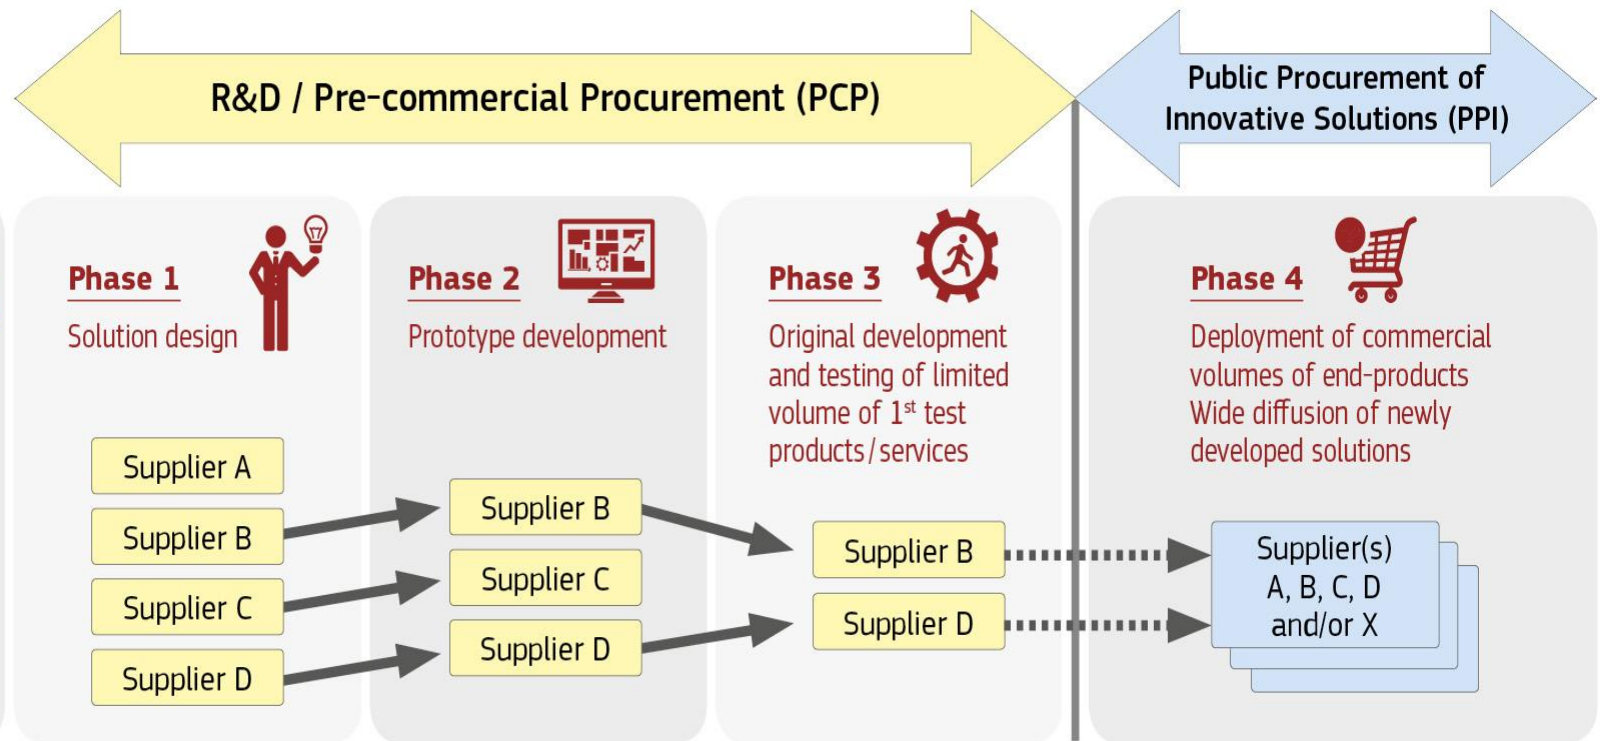 R&D / Pre-commercial Procurement (PCP)
Public Procurement of
Innovative Solutions (PPI)
Phase 1
Solution design
Supplier A
Supplier B
Supplier C
Supplier D
Phase 2
Prototype development
Supplier B
Supplier C
Supplier D
Phase 3
Original development
and testing of limited
volume of 1st test
products/services
Supplier B
Supplier D
Phase 4
Deployment of commercial
volumes of end-products
Wide diffusion of newly
developed solutions
Supplier(s)
A, B, C, D
and/or X